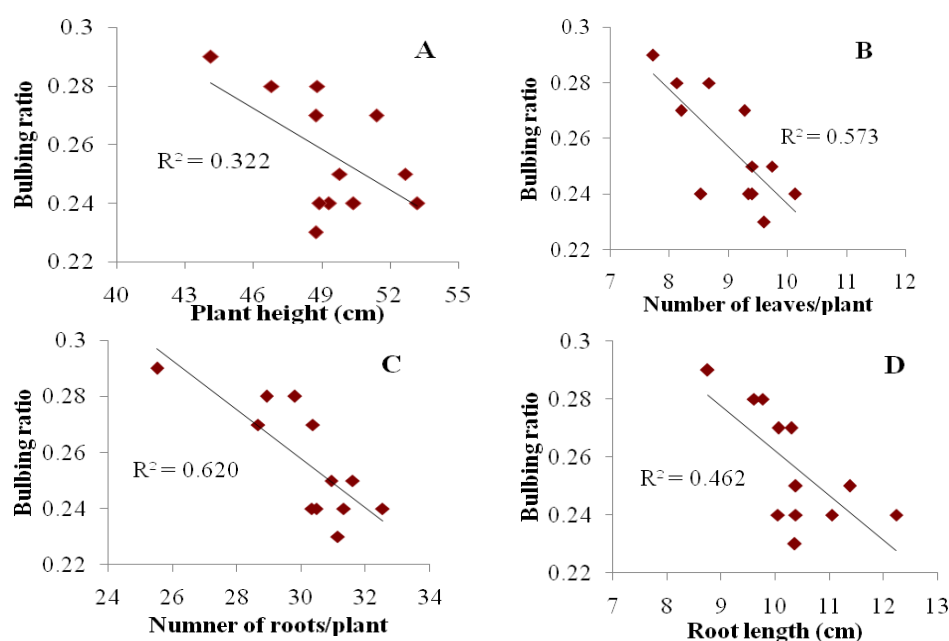 0.3
0.28
0.26
0.24
0.22
Bulbing ratio
A
R² = 0.322
40 43 46 49 52 55
Plant height (cm)
0.3
0.28
0.26
0.24
0.22
Bulbing ratio
B
R² = 0.573
7 8 9 10 11 12
Number of leaves/plant
0.3
0.28
0.26
0.24
0.22
Bulbing ratio
C
R² = 0.620
24 26 28 30 32 34
Numner of roots/plant
0.3
0.28
0.26
0.24
0.22
Bulbing ratio
D
R² = 0.462
7 8 9 10 11 12 13
Root length (cm)